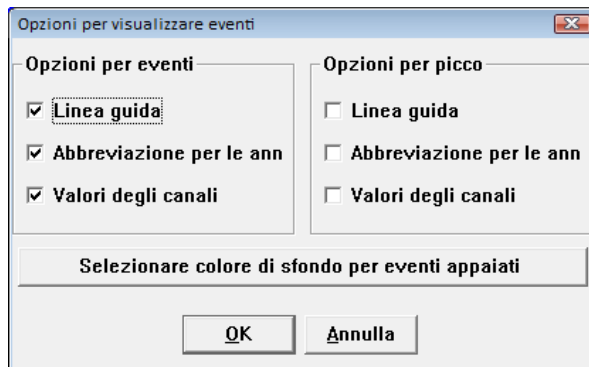 Opzioni per visualizzare eventi
Opzioni per eventi
Linea guida
Abbreviazione per le ann
Valori degli canali
Opzioni per picco
Linea guida
Abbreviazione per le ann
Valori degli canali
Selezionare colore di sfondo per eventi appaiati
OK
Annulla